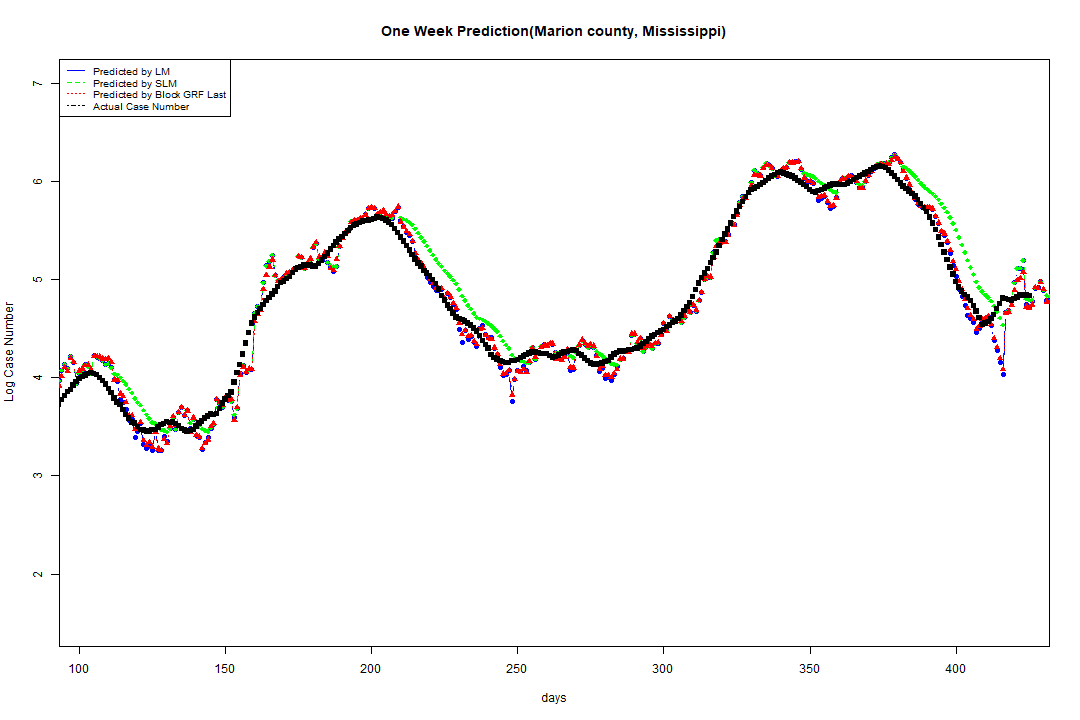 One Week Prediction(Marion county, Mississippi)
Predicted by LM
Predicted by SLM
Predicted by Block GRF Last
Actual Case Number
7
6
5
4
3
2
Log Case Number
100 150 200 250 300 350 400
days